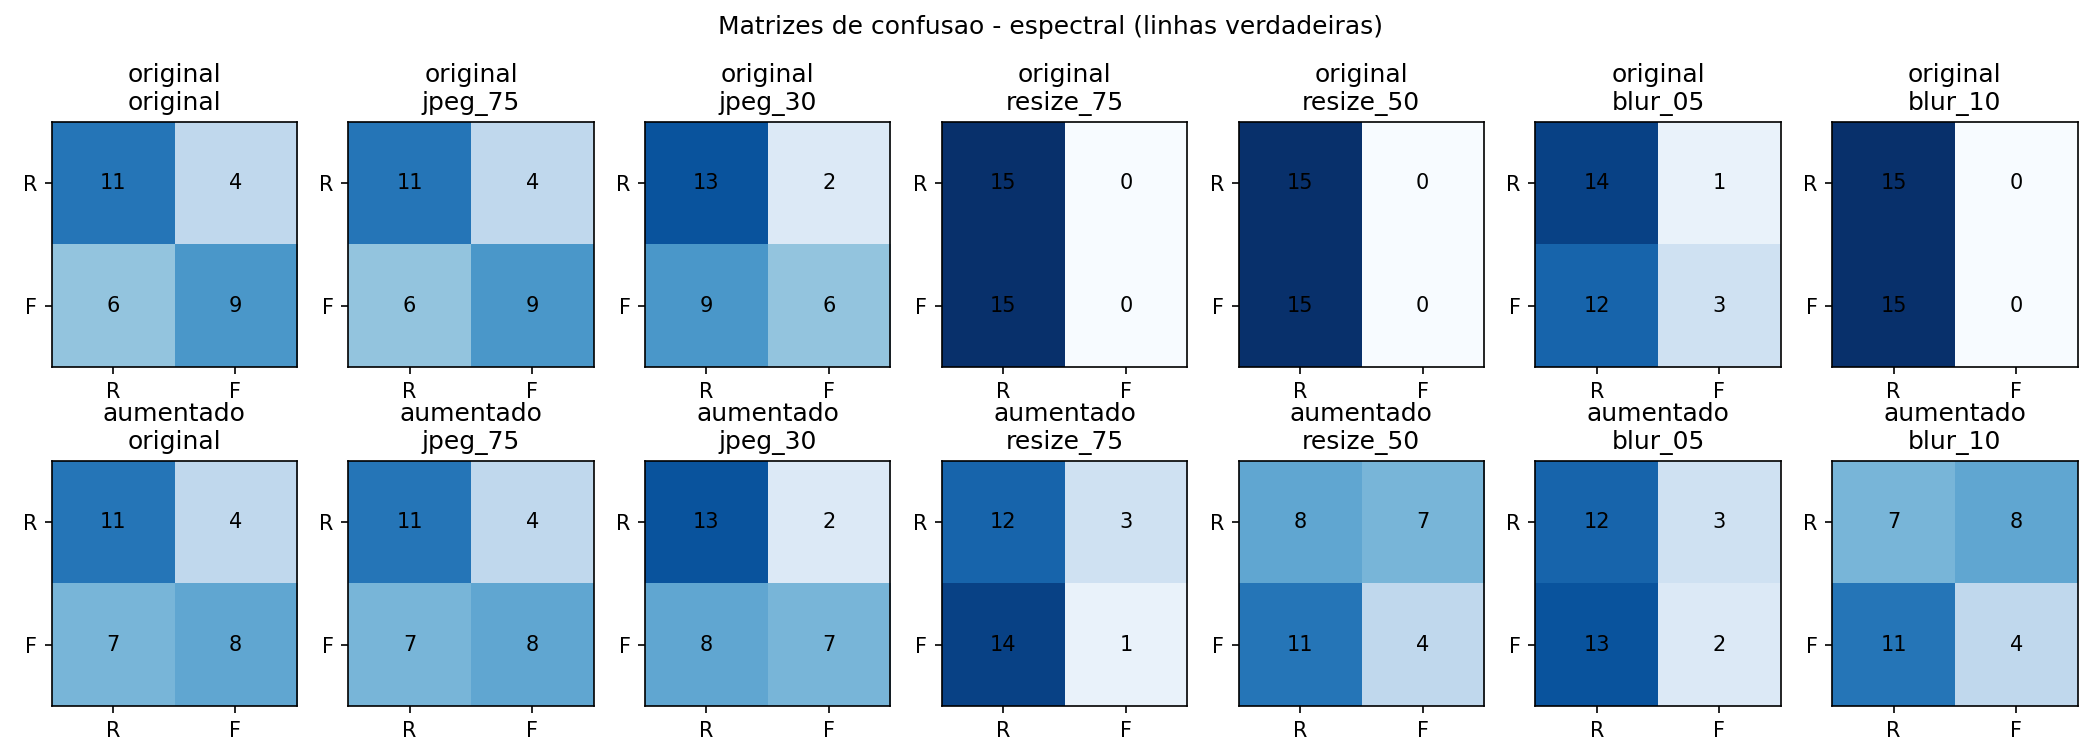 Matrizes de confusao - espectral (linhas verdadeiras)
original original original original original original original
original jpeg_75 jpeg_30 resize_75 resize_50 blur_05 blur_10
R 11 4 R 11 4 R 13 2 R 15 0 R 15 0 R 14 1 R 15 0
F 6 9 F 6 9 F 9 6 F 15 0 F 15 0 F 12 3 F 15 0
R F R F R F R F R F R F R F
aumentado aumentado aumentado aumentado aumentado aumentado aumentado
original jpeg_75 jpeg_30 resize_75 resize_50 blur_05 blur_10
R 11 4 R 11 4 R 13 2 R 12 3 R 8 7 R 12 3 R 7 8
F 7 8 F 7 8 F 8 7 F 14 1 F 11 4 F 13 2 F 11 4
R F R F R F R F R F R F R F